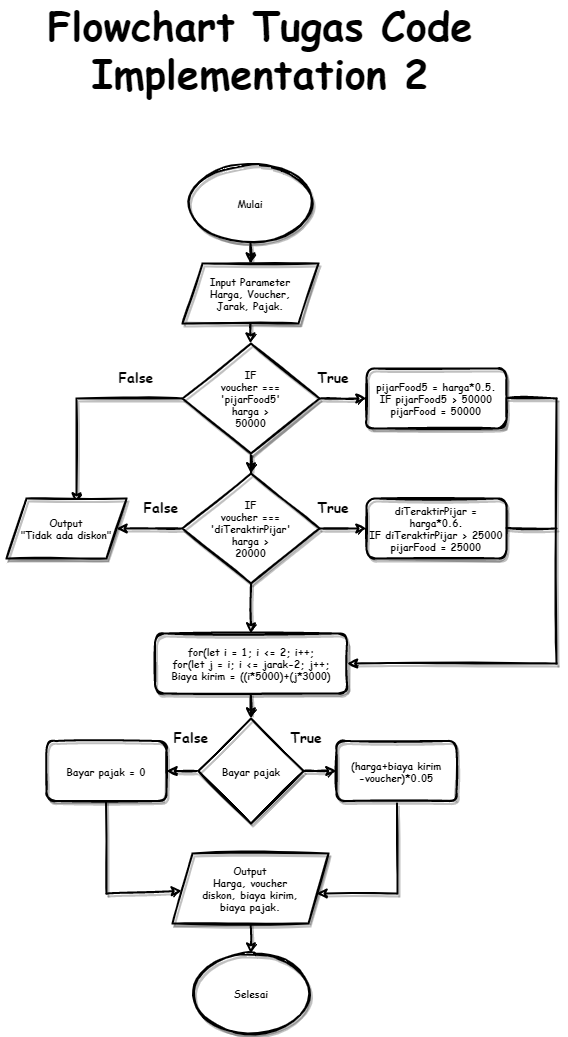 Flowchart Tugas Code
Implementation 2
Mulai
Input Parameter
Harga, Voucher,
Jarak, Pajak.
False
True
IF
voucher ===
'pijarFood5'
harga >
50000
pijarFood5 = harga*0.5.
IF pijarFood5 > 50000
pijarFood = 50000
False
True
Output
"Tidak ada diskon"
IF
voucher ===
'diTeraktirPijar'
harga >
20000
diTeraktirPijar =
harga*0.6.
IF diTeraktirPijar > 25000
pijarFood = 25000
for(let i = 1; i <= 2; i++;
for(let j = i; i <= jarak-2; j++;
Biaya kirim = ((i*5000)+(j*3000)
False
True
Bayar pajak = 0
Bayar pajak
(harga+biaya kirim
-voucher)*0.05
Output
Harga, voucher
diskon, biaya kirim,
biaya pajak.
Selesai